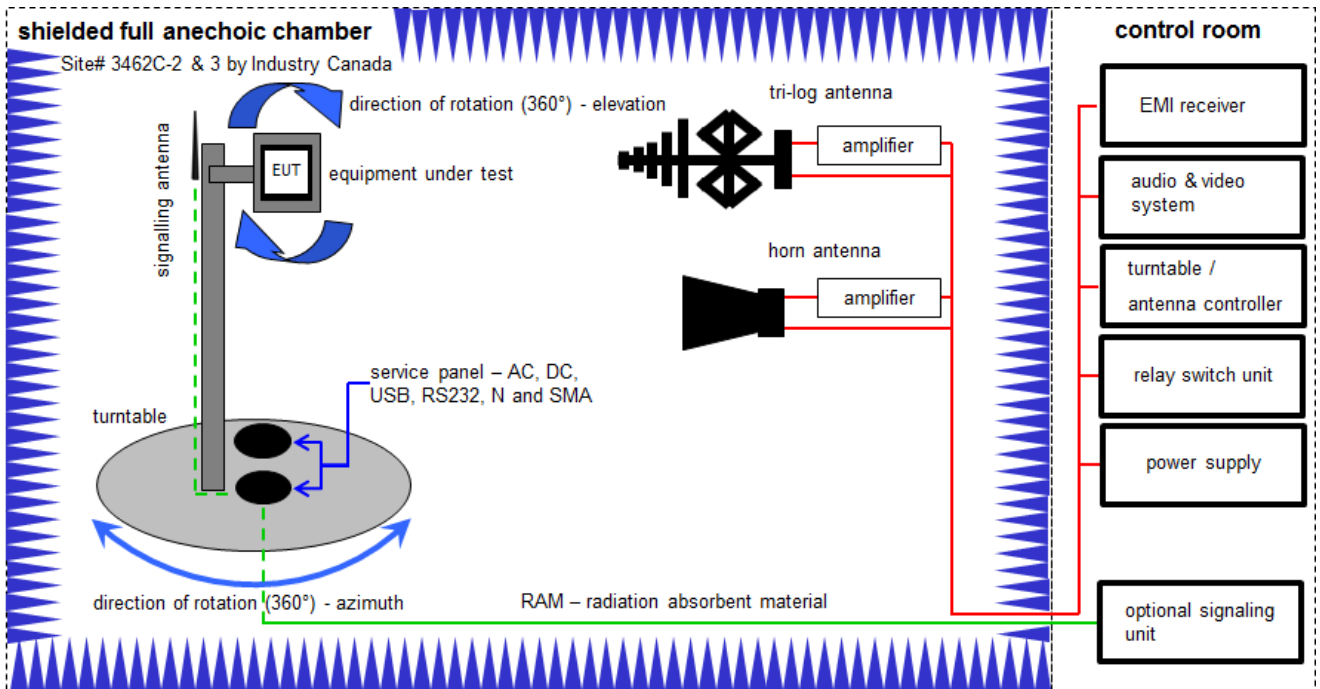 shielded full anechoic chamber
Site# 3462C-2 & 3 by Industry Canada
direction of rotation (360°) - elevation
signalling antenna
EUT
equipment under test
tri-log antenna
amplifier
horn antenna
amplifier
service panel – AC, DC,
USB, RS232, N and SMA
turntable
direction of rotation (360°) - azimuth
RAM – radiation absorbent material
control room
EMI receiver
audio & video
system
turntable /
antenna controller
relay switch unit
power supply
optional signaling
unit